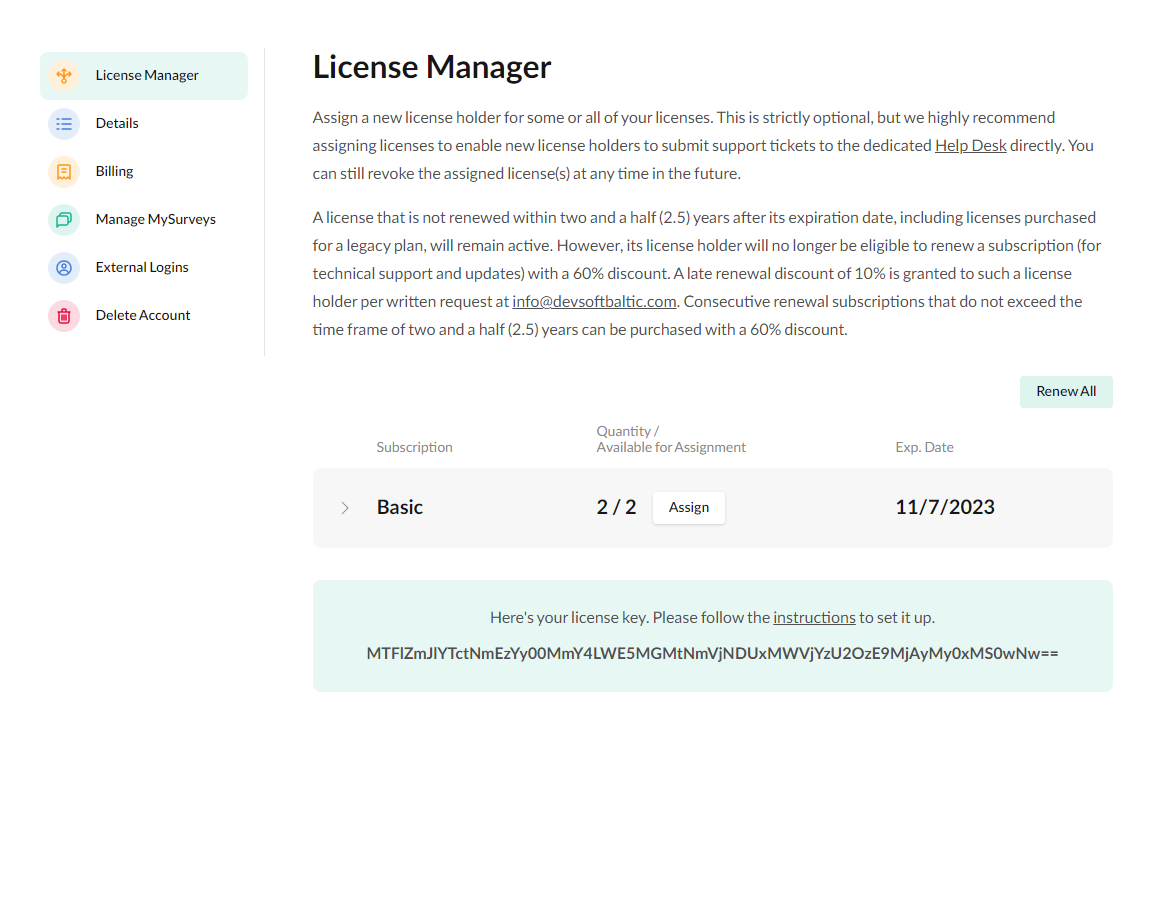 License Manager
Details
Billing
Manage MySurveys
External Logins
Delete Account
License Manager
Assign a new license holder for some or all of your licenses. This is strictly optional, but we highly recommend
assigning licenses to enable new license holders to submit support tickets to the dedicated Help Desk directly. You
can still revoke the assigned license(s) at any time in the future.
A license that is not renewed within two and a half (2.5) years after its expiration date, including licenses purchased
for a legacy plan, will remain active. However, its license holder will no longer be eligible to renew a subscription (for
technical support and updates) with a 60% discount. A late renewal discount of 10% is granted to such a license
holder per written request at info@devsoftbaltic.com. Consecutive renewal subscriptions that do not exceed the
time frame of two and a half (2.5) years can be purchased with a 60% discount.
Renew All
Quantity /
Subscription Available for Assignment Exp. Date
Basic 2 / 2 Assign 11/7/2023
Here's your license key. Please follow the instructions to set it up.
MTFlZmJlYTctNmEzYy00MmY4LWE5MGMtNmVjNDUxMWVjYzU2OzE9MjAyMy0xMS0wNw==